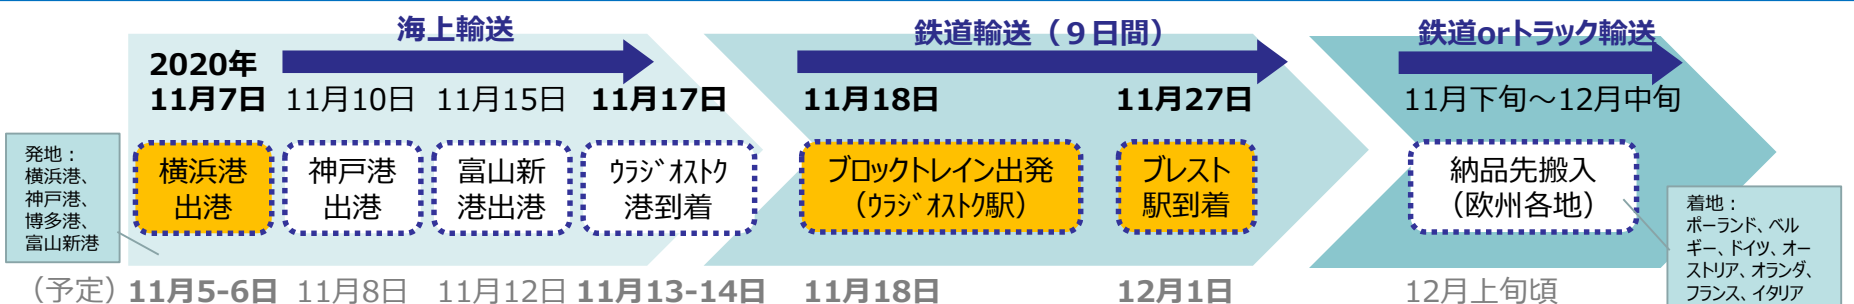 海上輸送
鉄道輸送（９日間）
鉄道orトラック輸送
2020年
11月7日 11月10日 11月15日 11月17日 11月18日 11月27日 11月下旬～12月中旬
発地：
横浜港、
神戸港、
博多港、
富山新港
横浜港
出港
神戸港
出港
富山新
港出港
ｳﾗｼﾞｵｽﾄｸ
港到着
ブロックトレイン出発
（ｳﾗｼﾞｵｽﾄｸ駅）
ブレスト
駅到着
納品先搬入
（欧州各地）
着地：
ポーランド、ベル
ギー、ドイツ、オー
ストリア、オランダ、
フランス、イタリア
（予定）11月5-6日 11月8日 11月12日 11月13-14日 11月18日 12月1日 12月上旬頃